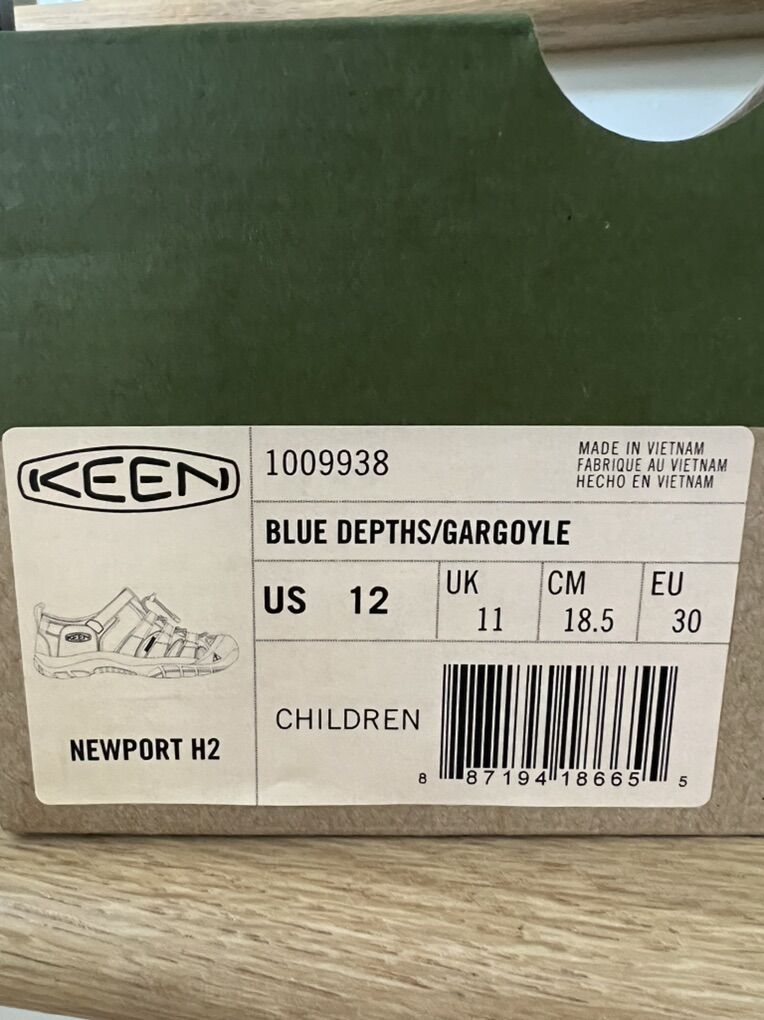 KEEN
1009938
MADE IN VIETNAM
FABRIQUE AU VIETNAM
HECHO EN VIETNAM
BLUE DEPTHS/GARGOYLE
US 12
UK 11
CM 18.5
EU 30
KEEN
NEWPORT H2
CHILDREN
8 87194 18665 5